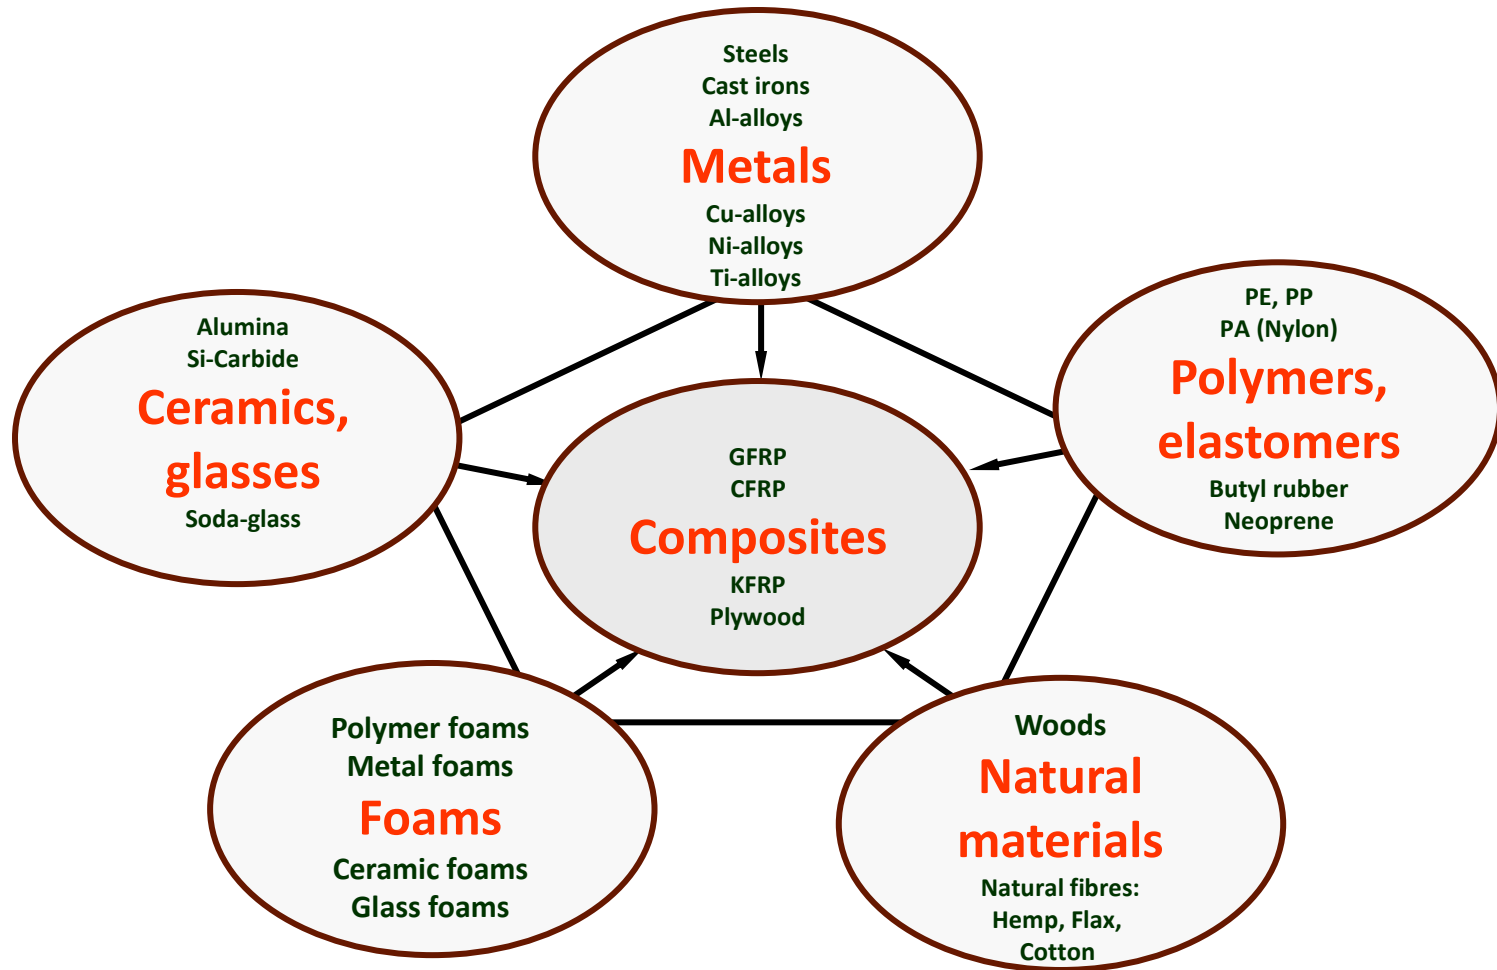 Steels
Cast irons
Al-alloys
Metals
Cu-alloys
Ni-alloys
Ti-alloys
Alumina
Si-Carbide
Ceramics,
glasses
Soda-glass
PE, PP
PA (Nylon)
Polymers,
elastomers
Butyl rubber
Neoprene
GFRP
CFRP
Composites
KFRP
Plywood
Polymer foams
Metal foams
Foams
Ceramic foams
Glass foams
Woods
Natural
materials
Natural fibres:
Hemp, Flax,
Cotton